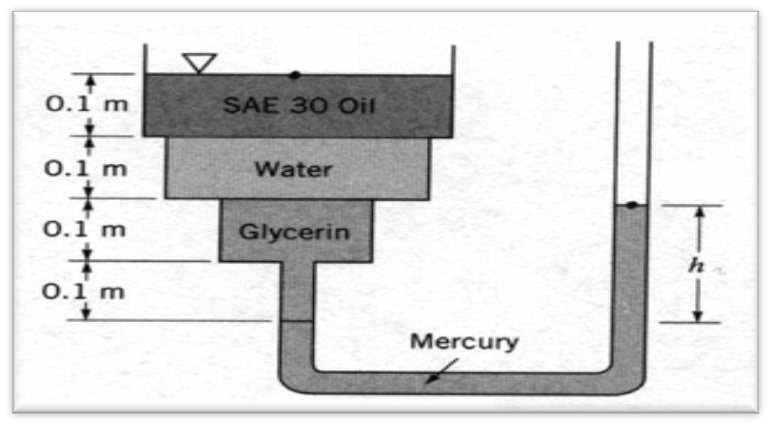 0.1 m
SAE 30 Oil
0.1 m
Water
0.1 m
Glycerin
0.1 m
h
Mercury